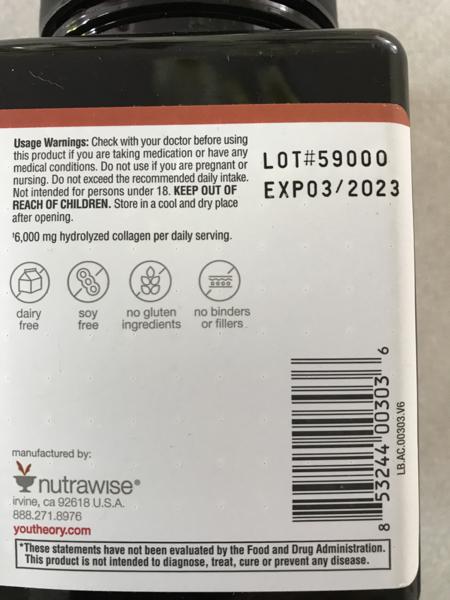 Usage Warnings: Check with your doctor before using
this product if you are taking medication or have any
medical conditions. Do not use if you are pregnant or
nursing. Do not exceed the recommended daily intake.
Not intended for persons under 18. KEEP OUT OF
REACH OF CHILDREN. Store in a cool and dry place
after opening.
LOT#59000
EXP03/2023
¹6,000 mg hydrolyzed collagen per daily serving.
dairy
free
soy
free
no gluten
ingredients
no binders
or fillers
8 53244 00303 6
LB.AC.00303.V6
manufactured by:
nutrawise®
irvine, ca 92618 U.S.A.
888.271.8976
youtheory.com
*These statements have not been evaluated by the Food and Drug Administration.
This product is not intended to diagnose, treat, cure or prevent any disease.